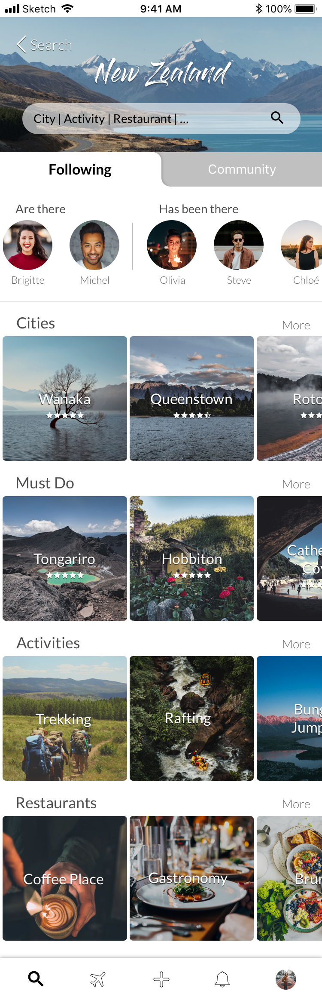 Sketch 9:41 AM 100%
Search
New Zealand
City | Activity | Restaurant | ...
Following Community
Are there Has been there
Brigitte Michel Olivia Steve Chloé
Cities More
Wanaka Queenstown Roto
Must Do More
Tongariro Hobbiton Cathe
Cov
Activities More
Trekking Rafting Bung
Jump
Restaurants More
Coffee Place Gastronomy Brun